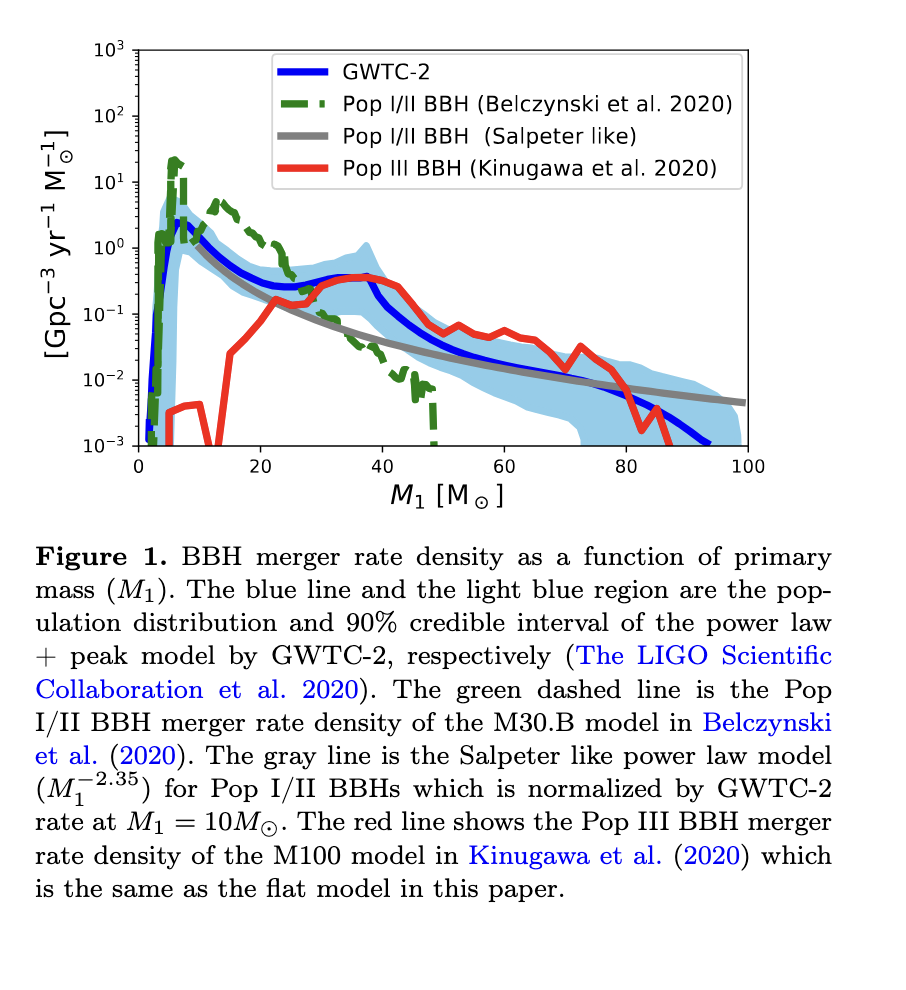 10³
10²
10¹
10⁰
10⁻¹
10⁻²
10⁻³
[Gpc⁻³ yr⁻¹ M⊙⁻¹]
GWTC-2
Pop I/II BBH (Belczynski et al. 2020)
Pop I/II BBH (Salpeter like)
Pop III BBH (Kinugawa et al. 2020)
0 20 40 60 80 100
M₁ [M⊙]
Figure 1. BBH merger rate density as a function of primary
mass (M₁). The blue line and the light blue region are the pop-
ulation distribution and 90% credible interval of the power law
+ peak model by GWTC-2, respectively (The LIGO Scientific
Collaboration et al. 2020). The green dashed line is the Pop
I/II BBH merger rate density of the M30.B model in Belczynski
et al. (2020). The gray line is the Salpeter like power law model
(M₁⁻²·³⁵) for Pop I/II BBHs which is normalized by GWTC-2
rate at M₁ = 10M⊙. The red line shows the Pop III BBH merger
rate density of the M100 model in Kinugawa et al. (2020) which
is the same as the flat model in this paper.